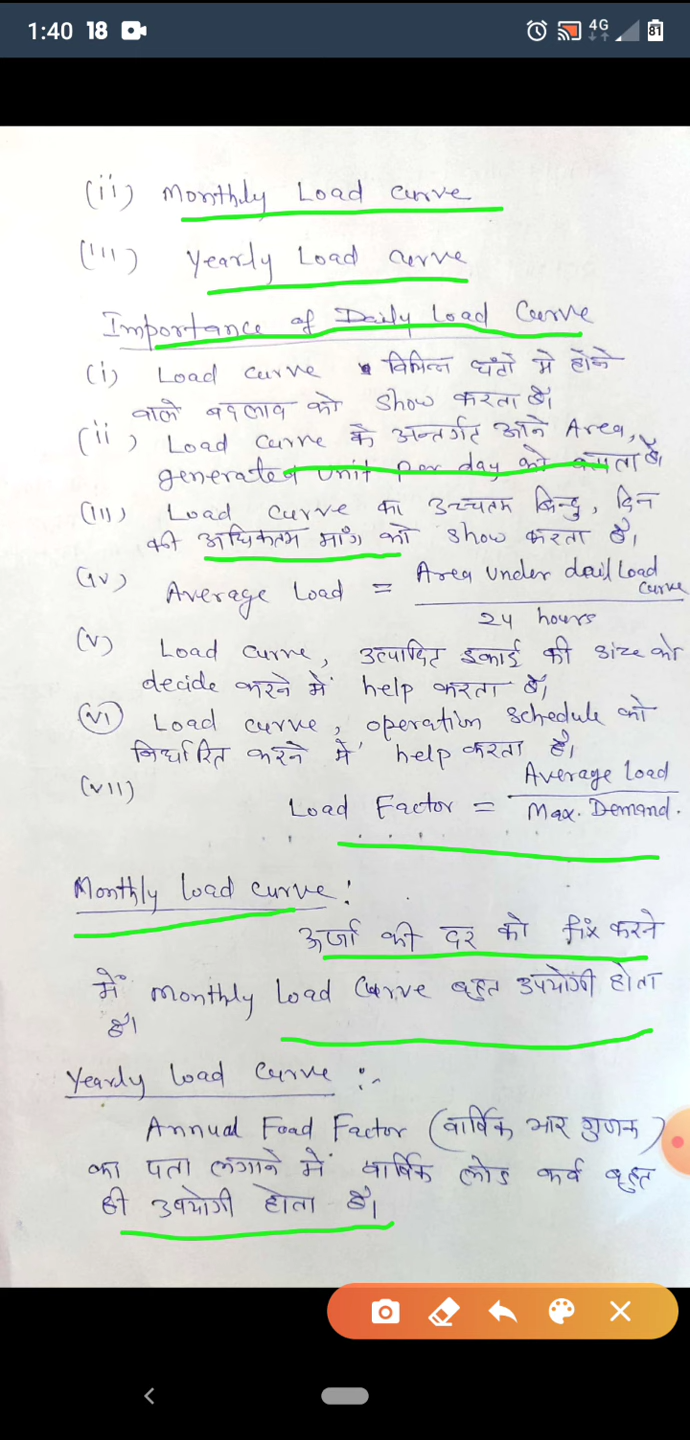 1:40 18
4G
81
(ii) Monthly Load curve
(iii) Yearly Load curve
Importance of Daily Load Curve
(i) Load curve विभिन्न घंटों मे होने
वाले बदलाव को show करता है।
(ii) Load curve के अन्तर्गत आने Area,
generated unit per day को बताता है।
(iii) Load curve का उच्चतम बिन्दु, दिन
की अधिकतम माँग को show करता है।
(iv) Average Load = Area Under dail Load
curve
24 hours
(v) Load curve, उत्पादित इकाई की size को
decide करने में help करता है।
(vi) Load curve, operation schedule को
निर्धारित करने में help करता है।
(vii) Average Load
Load Factor = Max. Demand.
Monthly load curve:
ऊर्जा की दर को fix करने
में monthly Load Curve बहुत उपयोगी होता
है।
Yearly load curve :-
Annual Foad Factor (वार्षिक भार गुणक)
का पता लगाने में वार्षिक लोड कर्व बहुत
ही उपयोगी होता है।